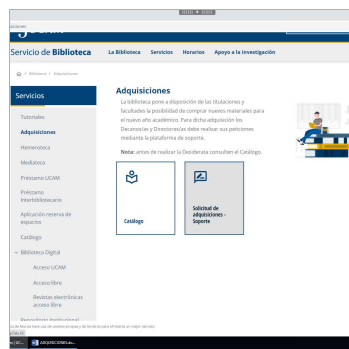 Servicio de Biblioteca
La Biblioteca Servicios Horarios Apoyo a la investigación
/ Biblioteca / Adquisiciones
Servicios
Tutoriales
Adquisiciones
Hemeroteca
Mediateca
Préstamo UCAM
Préstamo
Interbibliotecario
Aplicación reserva de
espacios
Catálogo
Biblioteca Digital
Acceso UCAM
Acceso libre
Revistas electrónicas
acceso libre
Repositorio institucional
Adquisiciones
La biblioteca pone a disposición de las titulaciones y
facultades la posibilidad de comprar nuevos materiales para
el nuevo año académico. Para dicha adquisición los
Decanos/as y Directores/as debe realizar sus peticiones
mediante la plataforma de soporte.
Nota: antes de realizar la Desiderata consulten el Catálogo.
Catálogo
Solicitud de
adquisiciones -
Soporte